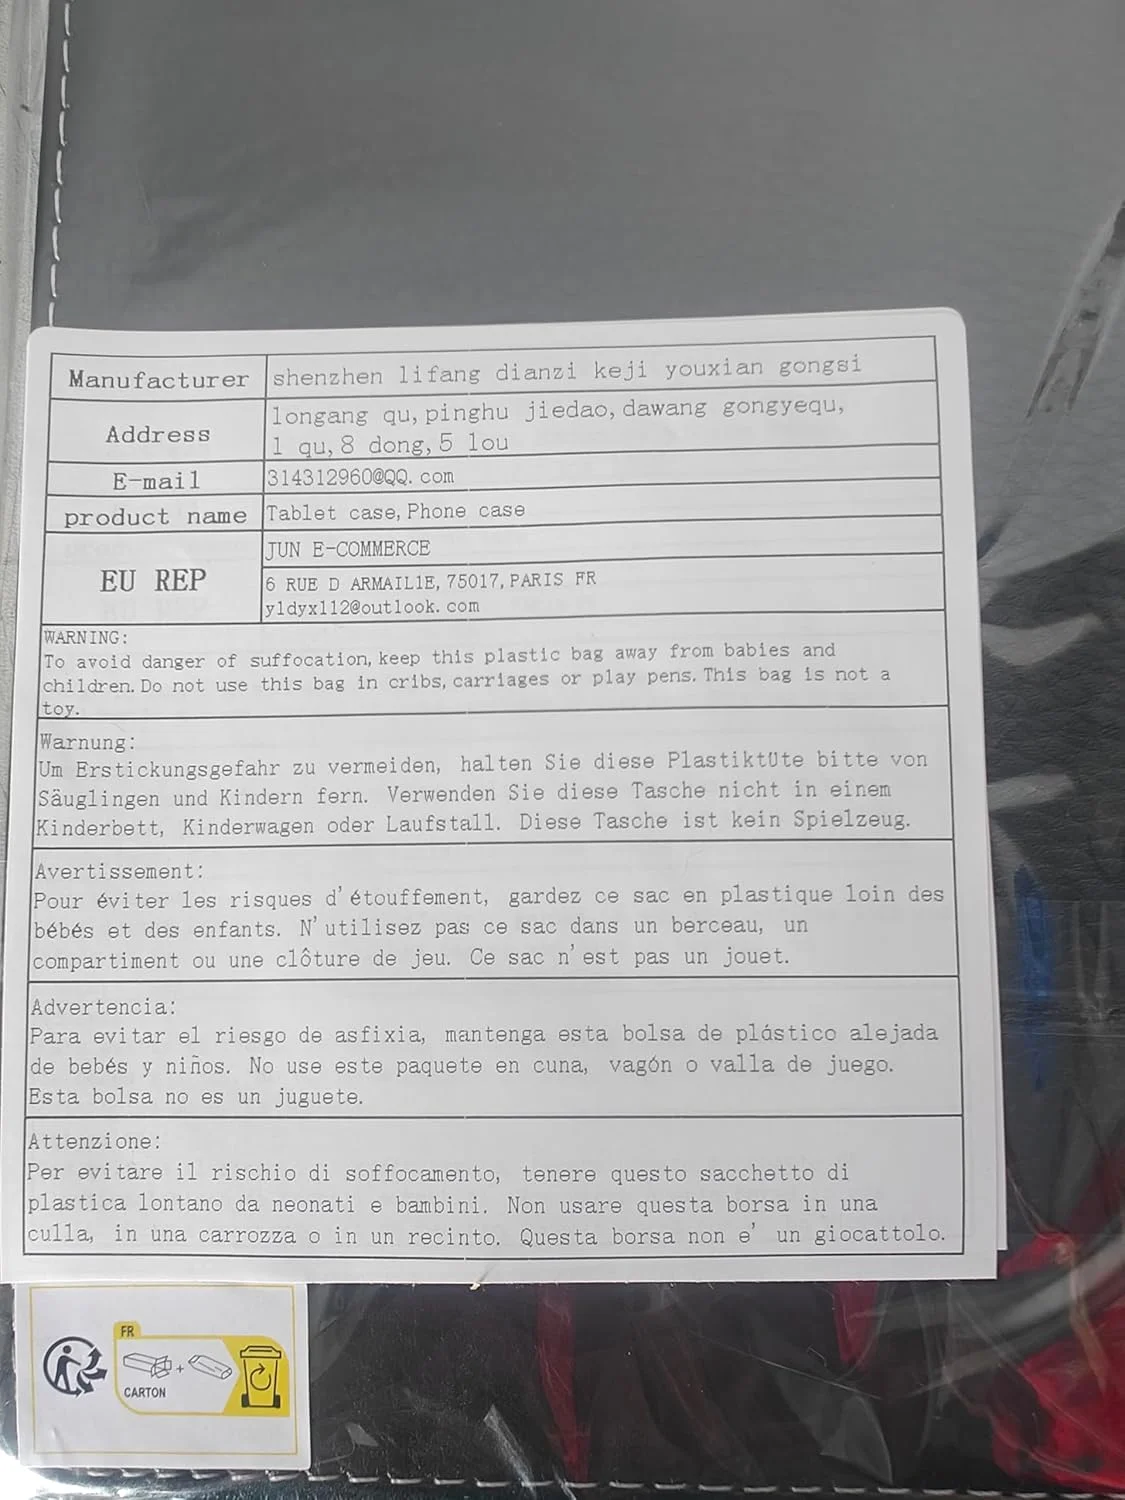 Manufacturer shenzhen lifang dianzi keji youxian gongsi
Address longang qu, pinghu jiedao, dawang gongyequ,
1 qu, 8 dong, 5 lou
E-mail 314312960@QQ.com
product name Tablet case, Phone case
EU REP JUN E-COMMERCE
6 RUE D ARMAIL1E, 75017, PARIS FR
yldyx112@outlook.com
WARNING:
To avoid danger of suffocation, keep this plastic bag away from babies and
children. Do not use this bag in cribs, carriages or play pens. This bag is not a
toy.
Warnung:
Um Erstickungsgefahr zu vermeiden, halten Sie diese PlastiktUte bitte von
Säuglingen und Kindern fern. Verwenden Sie diese Tasche nicht in einem
Kinderbett, Kinderwagen oder Laufstall. Diese Tasche ist kein Spielzeug.
Avertissement:
Pour éviter les risques d'étouffement, gardez ce sac en plastique loin des
bébés et des enfants. N'utilisez pas ce sac dans un berceau, un
compartiment ou une clôture de jeu. Ce sac n'est pas un jouet.
Advertencia:
Para evitar el riesgo de asfixia, mantenga esta bolsa de plástico alejada
de bebés y niños. No use este paquete en cuna, vagón o valla de juego.
Esta bolsa no es un juguete.
Attenzione:
Per evitare il rischio di soffocamento, tenere questo sacchetto di
plastica lontano da neonati e bambini. Non usare questa borsa in una
culla, in una carrozza o in un recinto. Questa borsa non e' un giocattolo.
FR
CARTON